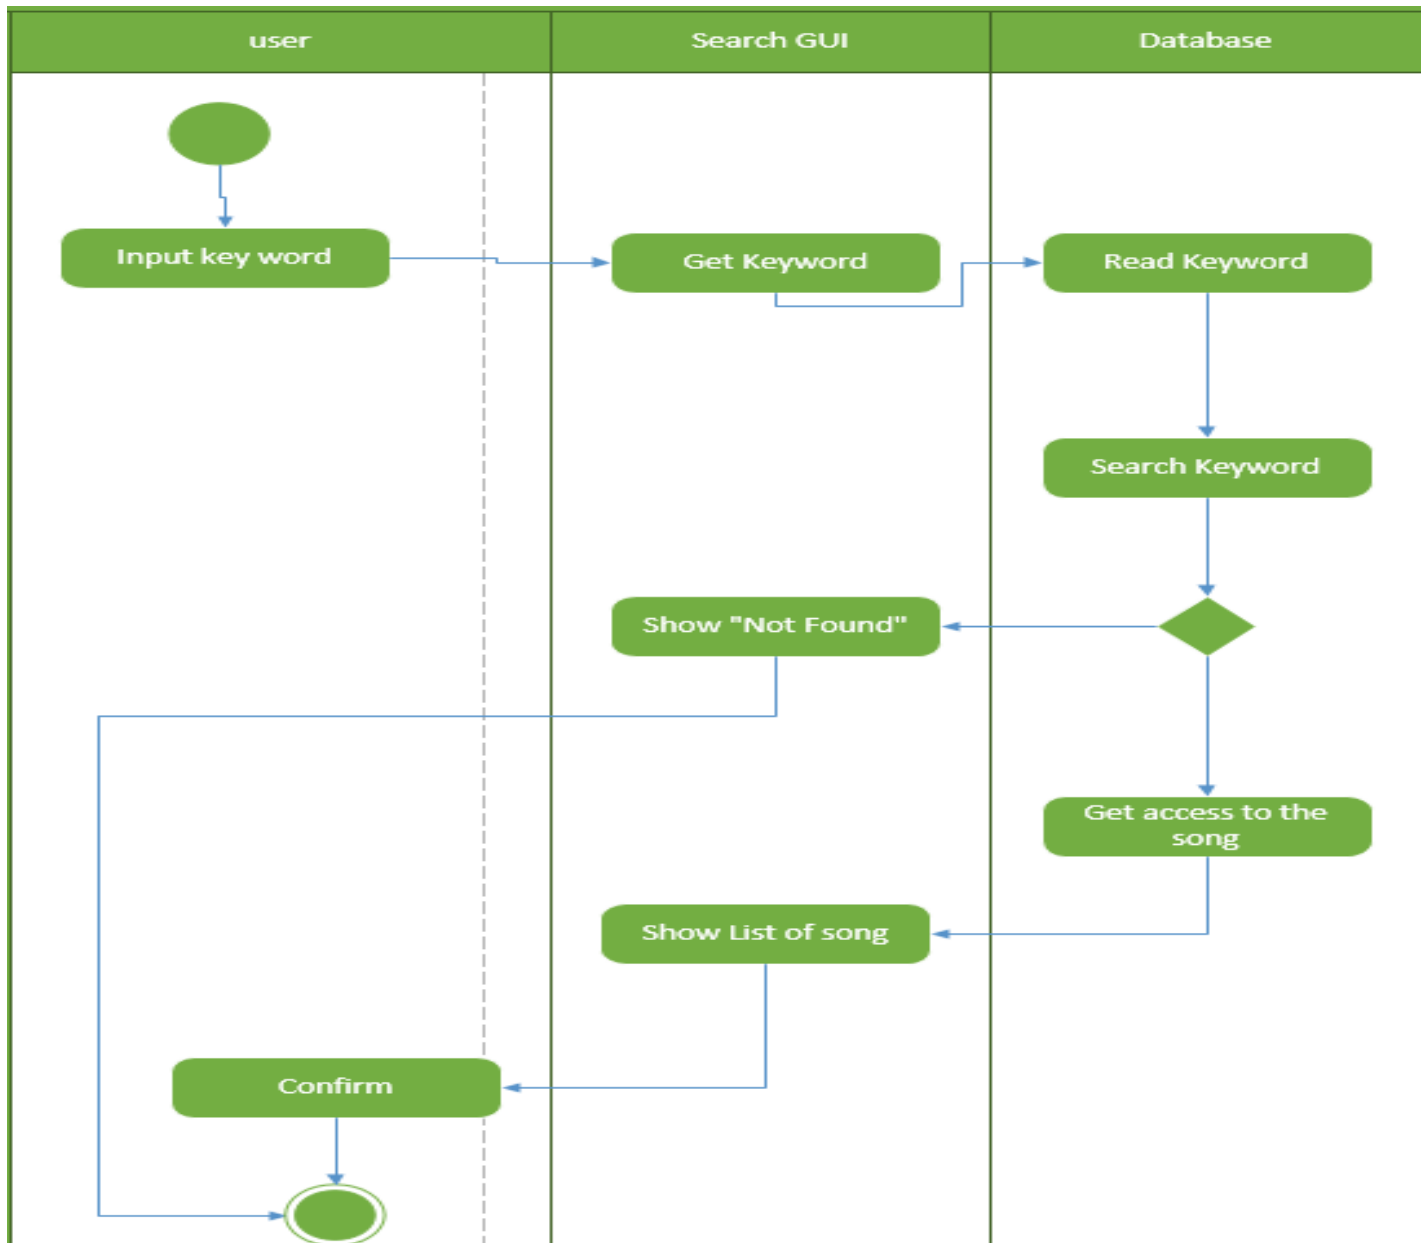 user
Search GUI
Database
Input key word
Get Keyword
Read Keyword
Search Keyword
Show "Not Found"
Get access to the
song
Show List of song
Confirm